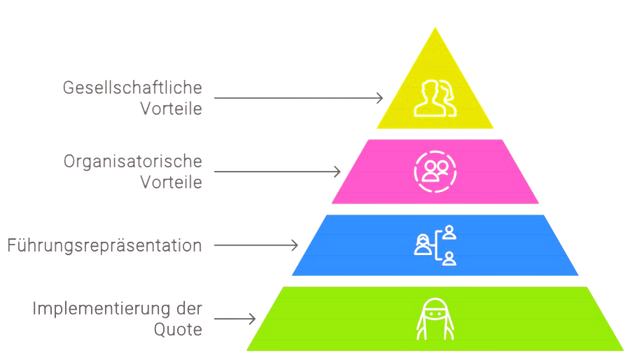 Gesellschaftliche
Vorteile
Organisatorische
Vorteile
Führungsrepräsentation
Implementierung der
Quote